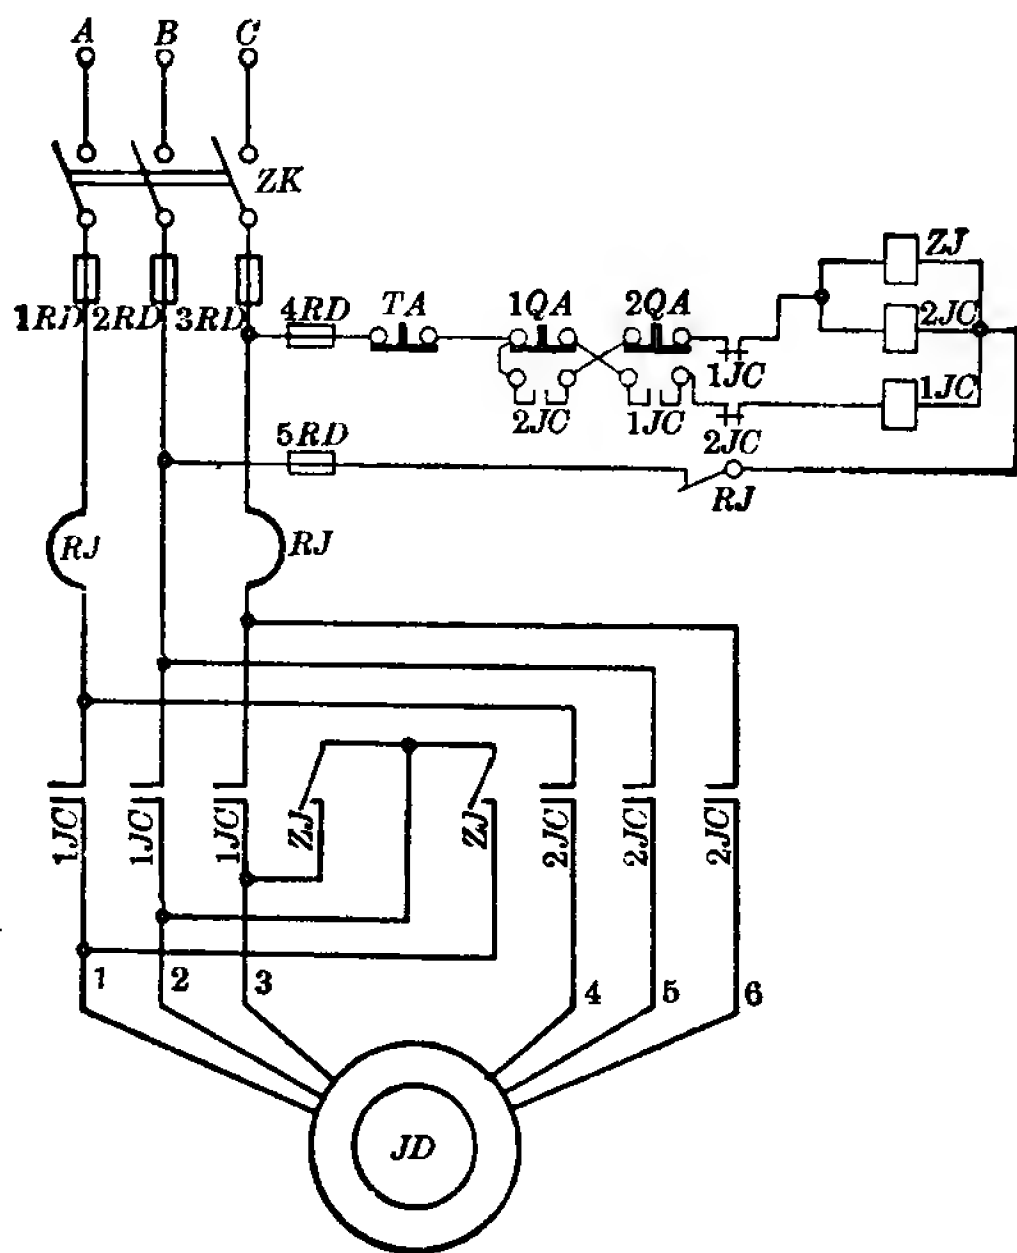 A B C
ZK
1RD 2RD 3RD 4RD TA 1QA 2QA ZJ
2JC
1JC 1JC
2JC 1JC 2JC
5RD
RJ
RJ RJ
1JC 1JC 1JC ZJ ZJ 2JC 2JC 2JC
1 2 3 4 5 6
JD